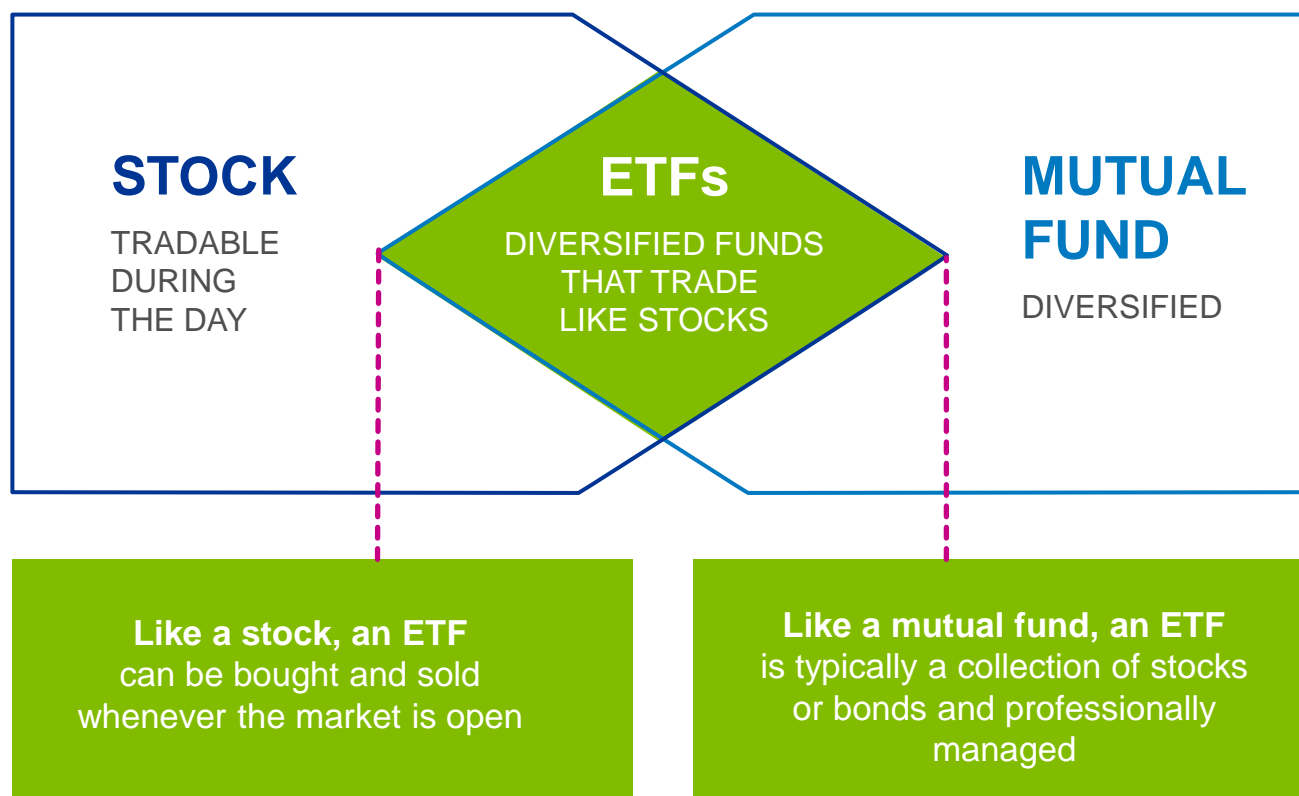 STOCK
TRADABLE
DURING
THE DAY
ETFs
DIVERSIFIED FUNDS
THAT TRADE
LIKE STOCKS
MUTUAL
FUND
DIVERSIFIED
Like a stock, an ETF
can be bought and sold
whenever the market is open
Like a mutual fund, an ETF
is typically a collection of stocks
or bonds and professionally
managed